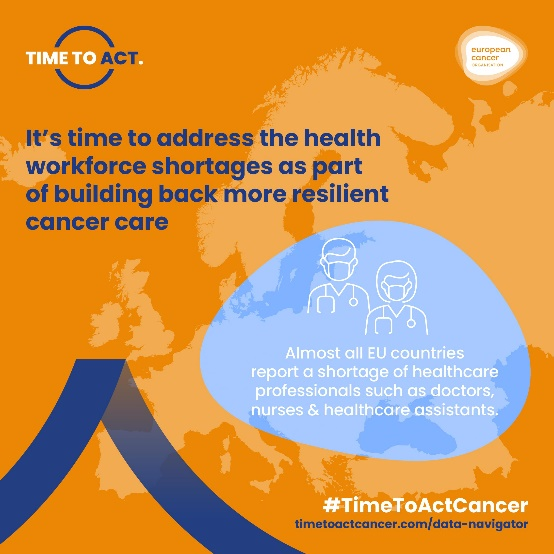 TIME TO ACT.
european
cancer
ORGANISATION
It's time to address the health
workforce shortages as part
of building back more resilient
cancer care
Almost all EU countries
report a shortage of healthcare
professionals such as doctors,
nurses & healthcare assistants.
#TimeToActCancer
timetoactcancer.com/data-navigator